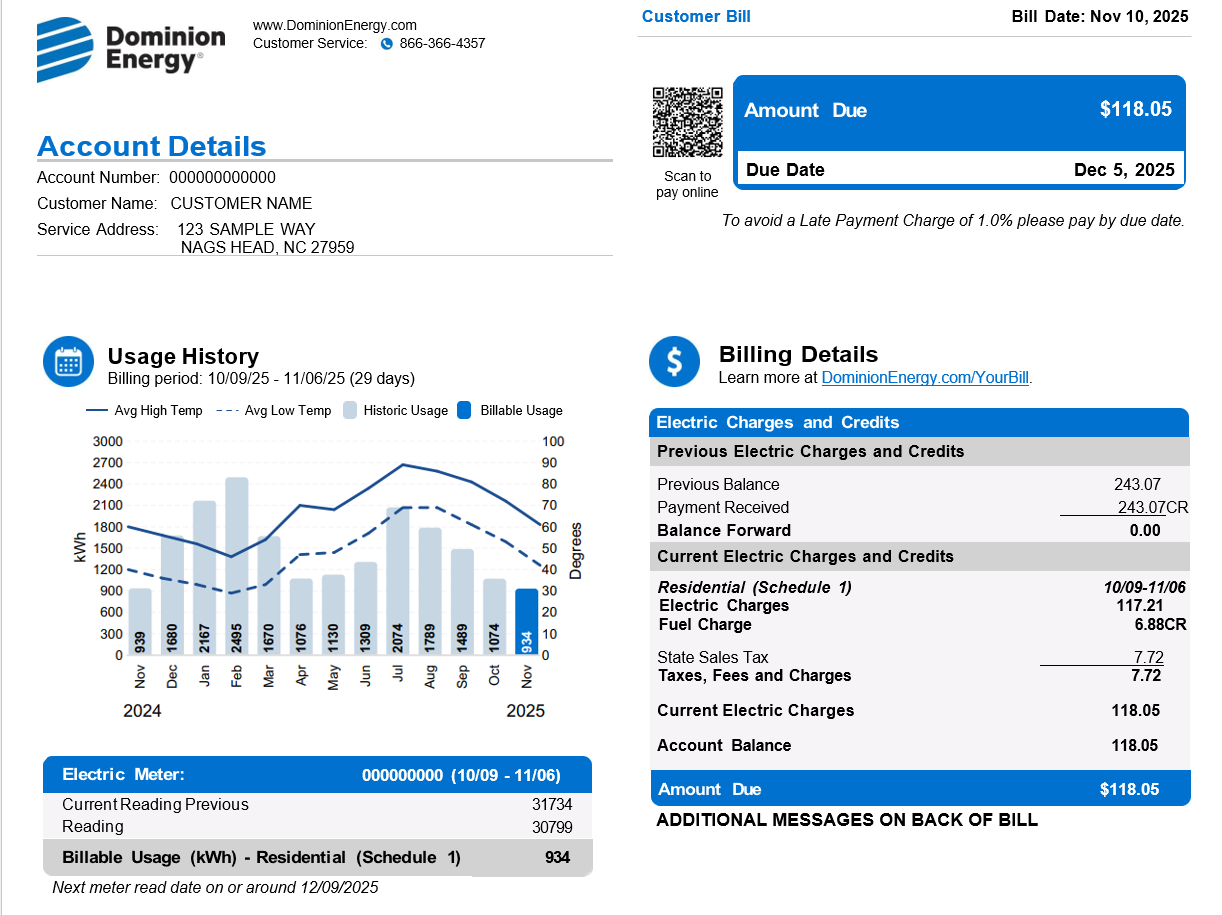 Dominion
Energy®
www.DominionEnergy.com
Customer Service: 866-366-4357
Customer Bill
Bill Date: Nov 10, 2025
Scan to
pay online
Amount Due $118.05
Due Date Dec 5, 2025
To avoid a Late Payment Charge of 1.0% please pay by due date.
Account Details
Account Number: 000000000000
Customer Name: CUSTOMER NAME
Service Address: 123 SAMPLE WAY
NAGS HEAD, NC 27959
Usage History
Billing period: 10/09/25 - 11/06/25 (29 days)
Avg High Temp Avg Low Temp Historic Usage Billable Usage
kWh
3000
2700
2400
2100
1800
1500
1200
900
600
300
0
100
90
80
70
60
50
40
30
20
10
0
Degrees
939 1680 2167 2495 1670 1076 1130 1309 2074 1789 1489 1074 934
Nov Dec Jan Feb Mar Apr May Jun Jul Aug Sep Oct Nov
2024 2025
Electric Meter: 000000000 (10/09 - 11/06)
Current Reading Previous 31734
Reading 30799
Billable Usage (kWh) - Residential (Schedule 1) 934
Next meter read date on or around 12/09/2025
$
Billing Details
Learn more at DominionEnergy.com/YourBill.
Electric Charges and Credits
Previous Electric Charges and Credits
Previous Balance 243.07
Payment Received 243.07CR
Balance Forward 0.00
Current Electric Charges and Credits
Residential (Schedule 1) 10/09-11/06
Electric Charges 117.21
Fuel Charge 6.88CR
State Sales Tax 7.72
Taxes, Fees and Charges 7.72
Current Electric Charges 118.05
Account Balance 118.05
Amount Due $118.05
ADDITIONAL MESSAGES ON BACK OF BILL